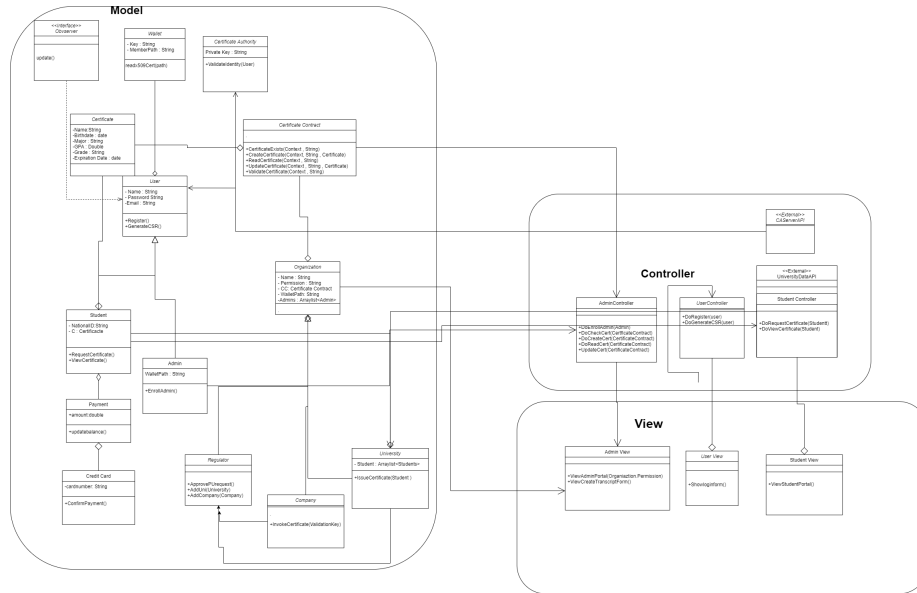 Model
<<Interface>>
Obvserver
update()
Wallet
- Key : String
- MemberPath : String
readx509Cert(path)
Certificate Authority
Private Key : String
+ValidateIdentity(User)
Certificate
-Name:String
-Birthdate : date
-Major : String
-GPA : Double
-Grade : String
-Expiration Date : date
Certificate Contract
+CertificateExists(Context , String)
+CreateCertificate(Context, String , Certificate)
+ReadCertificate(Context , String)
+UpdateCertificate(Context , String , Certificate)
+ValidateCertificate(Context , String)
User
- Name : String
- Password:String
-Email : String
+Register()
+GenerateCSR()
Organization
- Name : String
- Permission : String
- CC: Certificate Contract
- WalletPath: String
-Admins : Arraylist<Admin>
Student
- NationalID:String
- C : Certificacte
+RequestCertificate()
+ViewCertificate()
Admin
WalletPath : String
+EnrollAdmin()
Payment
+amount:double
+updatabalance()
Credit Card
-cardnumber: String
+ConfirmPayment()
Regulator
+ApprovePUrequest()
+AddUni(University)
+AddCompany(Company)
Company
+InvokeCertificate(ValidationKey)
University
- Student : Arraylist<Students>
+IssueCertificate(Student )
Controller
<<External>>
CAServerAPI
<<External>>
UniversityDataAPI
AdminController
+DoEnrollAdmin(Admin)
+DoCheckCert(CerfificateContract)
+DoCreateCert(CertificateContract)
+DoReadCert(CertificateContract)
+UpdateCert(CertificateContract)
UserController
+DoRegister(user)
+DoGenerateCSR(user)
Student Controller
+DoRequestCertificate(Student)
+DoViewCertificate(Student)
View
Admin View
+ViewAdminPortal(Organisation.Permission)
+ViewCreateTranscriptForm()
User View
+Showloginform()
Student View
+ViewStudentPortal()